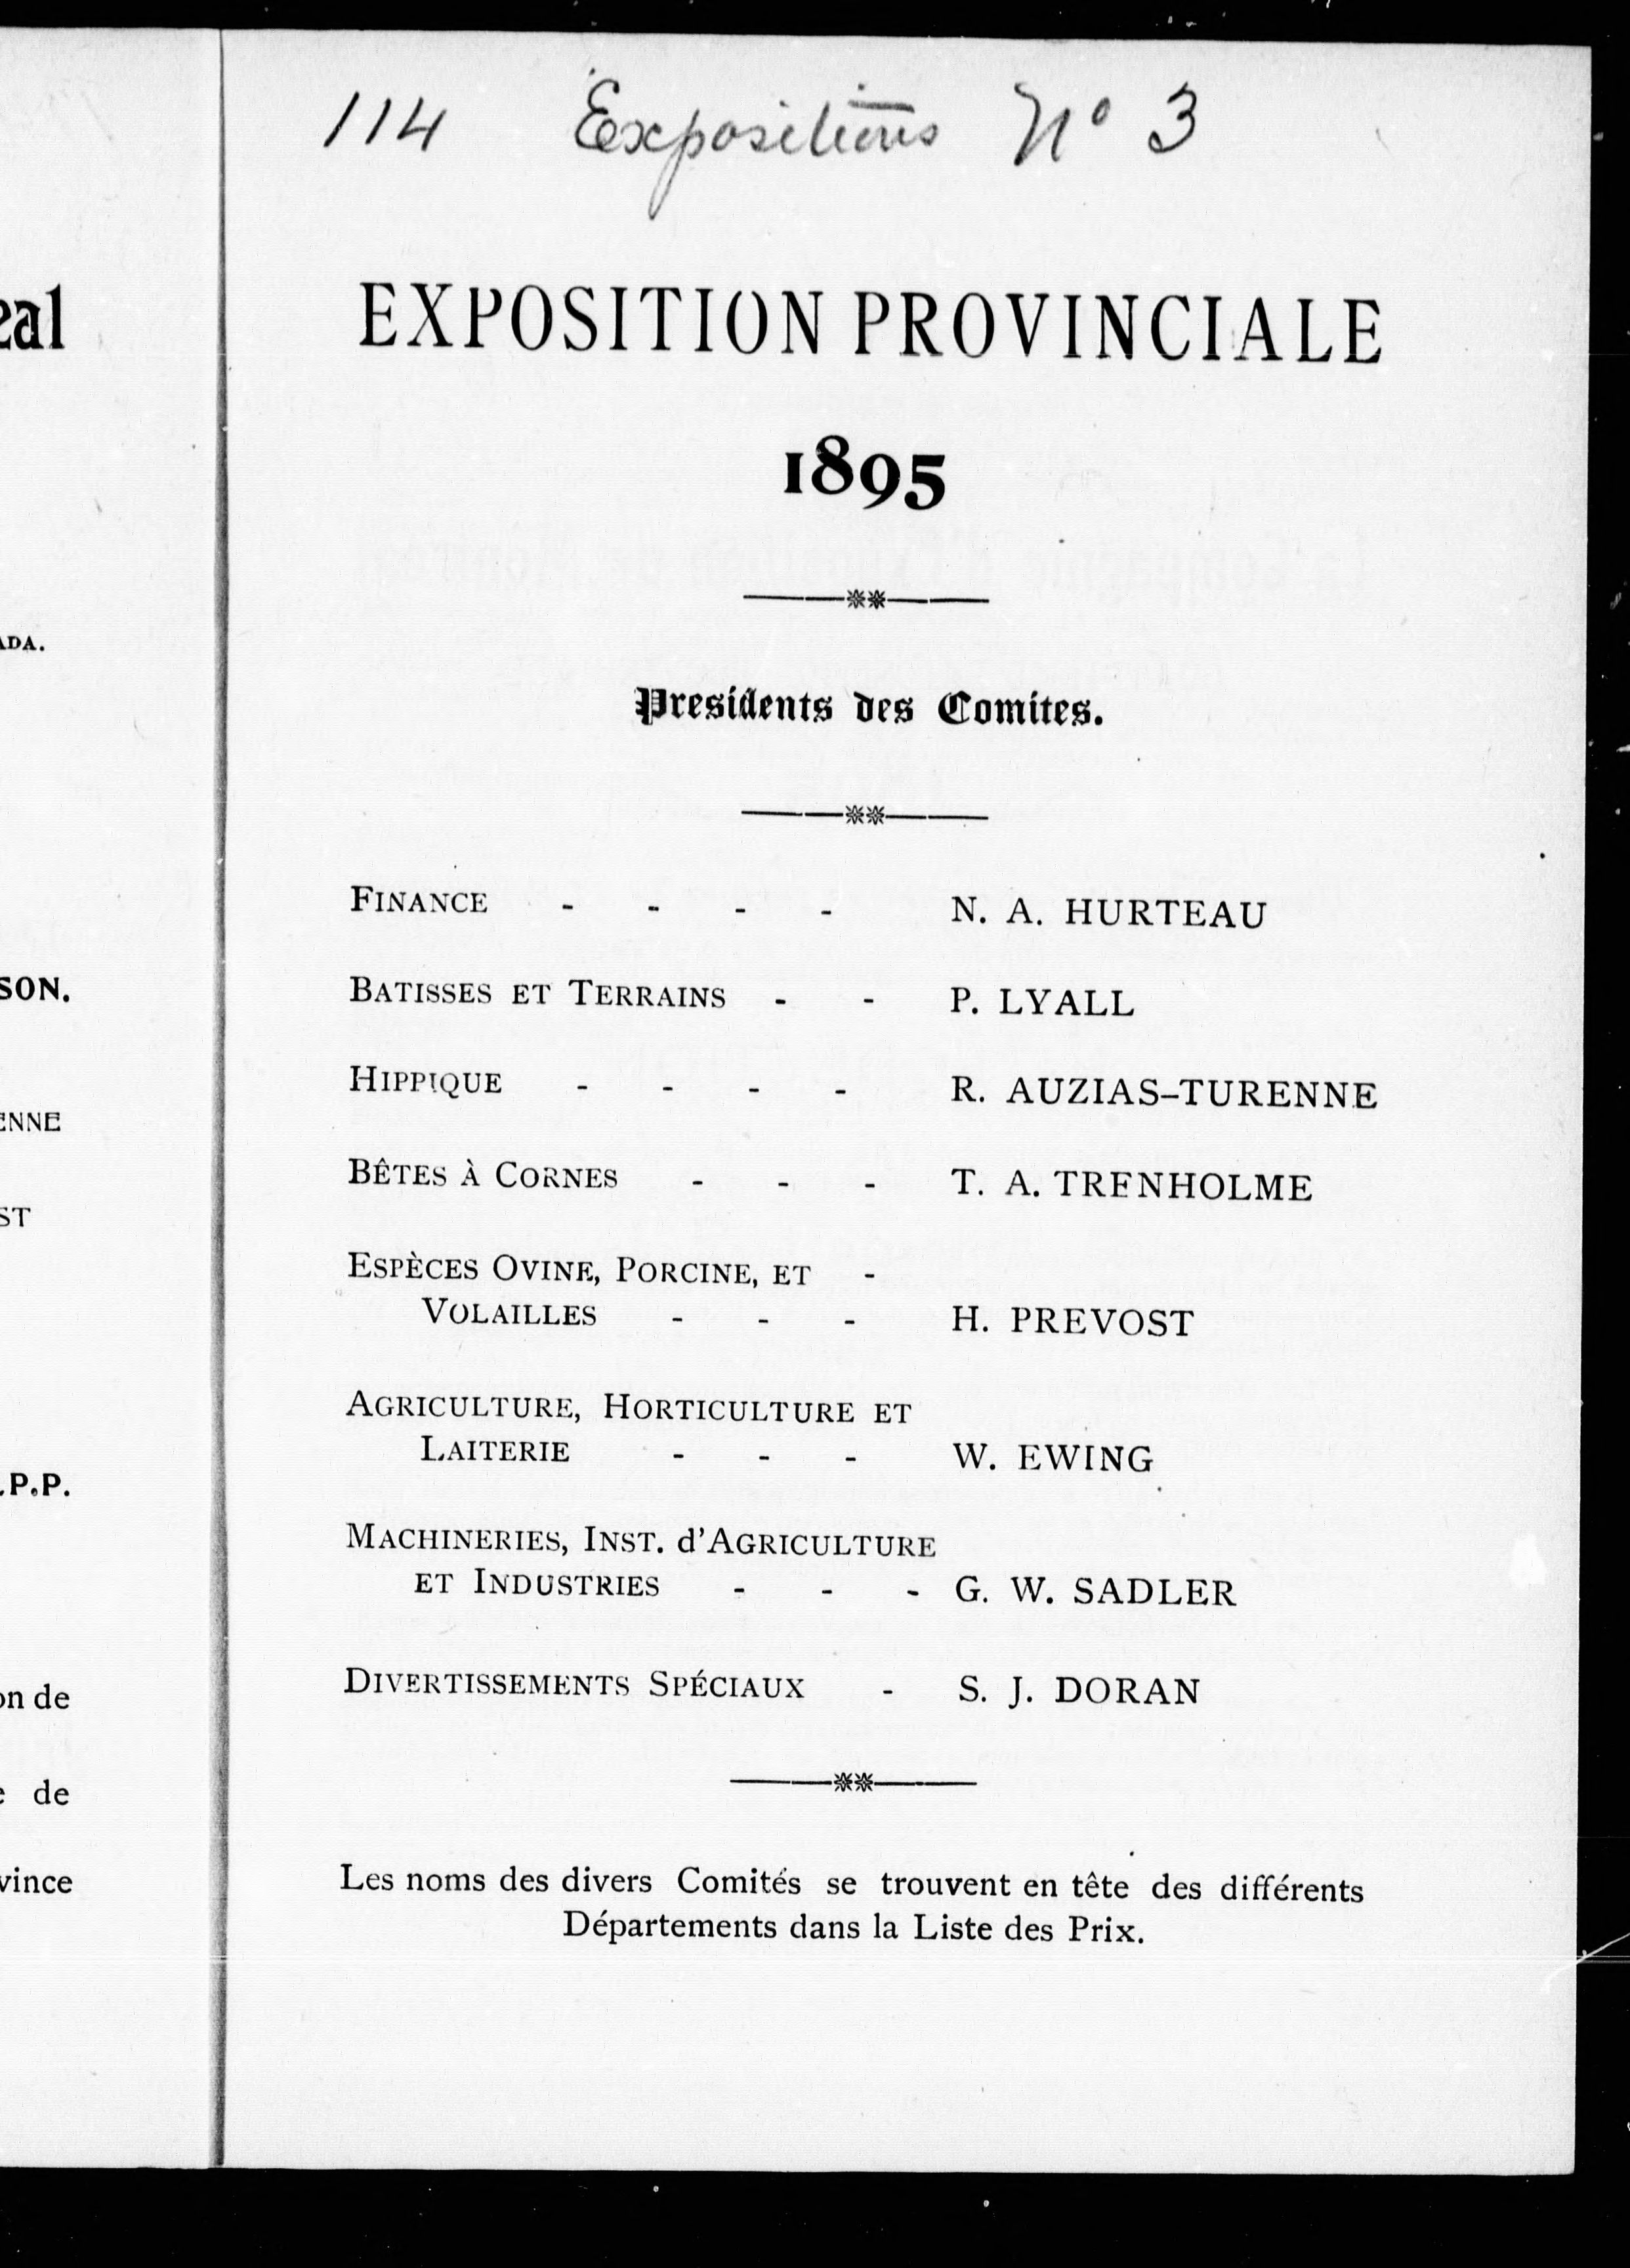 114 Expositions No 3
EXPOSITION PROVINCIALE
1895
Presidents des Comites.
FINANCE - - - - N. A. HURTEAU
BATISSES ET TERRAINS - - P. LYALL
HIPPIQUE - - - - R. AUZIAS-TURENNE
BÊTES À CORNES - - - T. A. TRENHOLME
ESPÈCES OVINE, PORCINE, ET -
VOLAILLES - - - H. PREVOST
AGRICULTURE, HORTICULTURE ET
LAITERIE - - - W. EWING
MACHINERIES, INST. d'AGRICULTURE
ET INDUSTRIES - - - G. W. SADLER
DIVERTISSEMENTS SPÉCIAUX - S. J. DORAN
Les noms des divers Comités se trouvent en tête des différents
Départements dans la Liste des Prix.